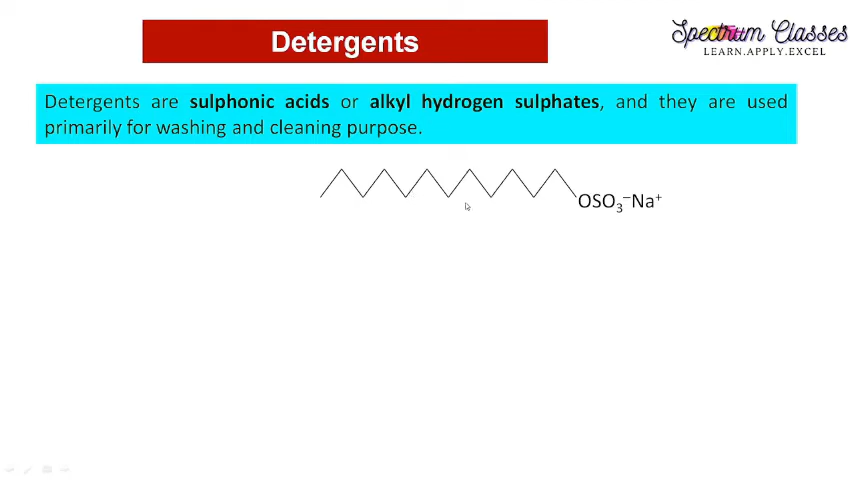 Detergents
Spectrum Classes
LEARN.APPLY.EXCEL
Detergents are sulphonic acids or alkyl hydrogen sulphates, and they are used
primarily for washing and cleaning purpose.
OSO₃⁻Na⁺